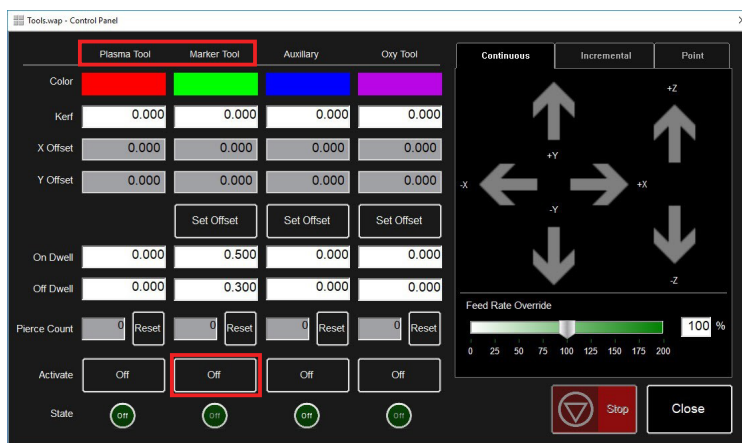 Tools.wap - Control Panel
Plasma Tool Marker Tool Auxillary Oxy Tool
Color
Kerf 0.000 0.000 0.000 0.000
X Offset 0.000 0.000 0.000 0.000
Y Offset 0.000 0.000 0.000 0.000
Set Offset Set Offset Set Offset
On Dwell 0.000 0.500 0.000 0.000
Off Dwell 0.000 0.300 0.000 0.000
Pierce Count 0 Reset 0 Reset 0 Reset 0 Reset
Activate Off Off Off Off
State Off Off Off Off
Continuous Incremental Point
+Z
+Y
-X +X
-Y
-Z
Feed Rate Override
100 %
0 25 50 75 100 125 150 175 200
Stop Close